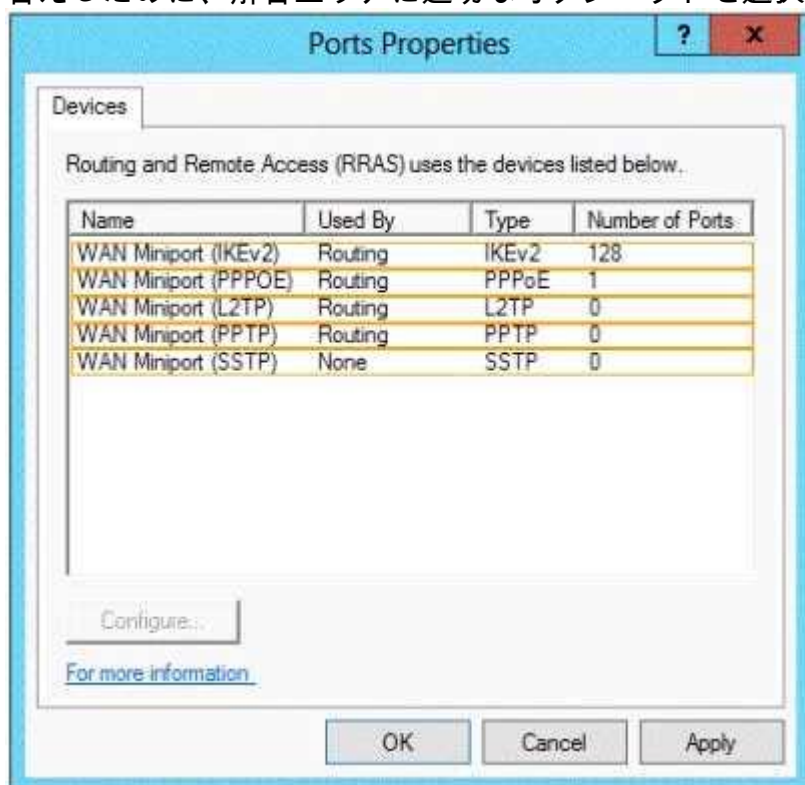 Ports Properties
?
x
Devices
Routing and Remote Access (RRAS) uses the devices listed below.
Name Used By Type Number of Ports
WAN Miniport (IKEv2) Routing IKEv2 128
WAN Miniport (PPPOE) Routing PPPoE 1
WAN Miniport (L2TP) Routing L2TP 0
WAN Miniport (PPTP) Routing PPTP 0
WAN Miniport (SSTP) None SSTP 0
Configure...
For more information
OK Cancel Apply